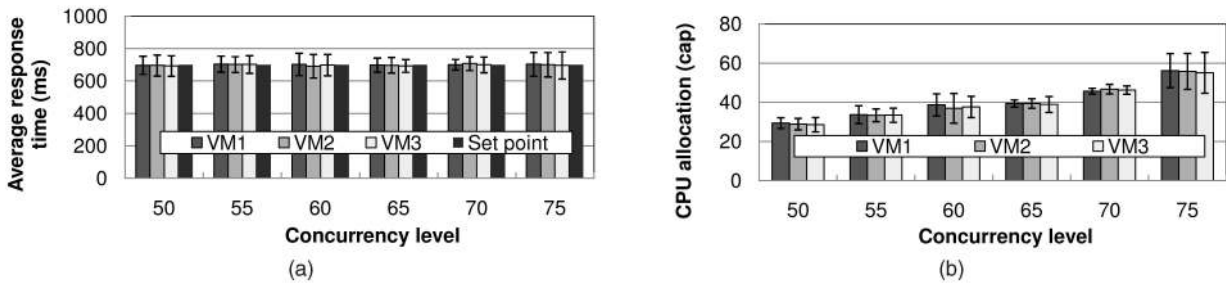 Average response
time (ms)
1000
800
600
400
200
0
VM1 VM2 VM3 Set point
50 55 60 65 70 75
Concurrency level
(a)
CPU allocation (cap)
80
60
40
20
0
VM1 VM2 VM3
50 55 60 65 70 75
Concurrency level
(b)